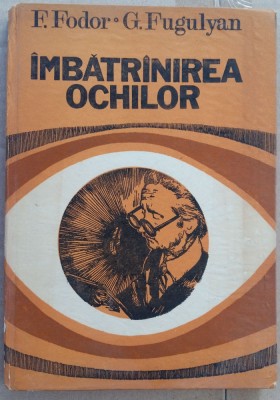 F. Fodor • G. Fugulyan
ÎMBĂTRÎNIREA
OCHILOR